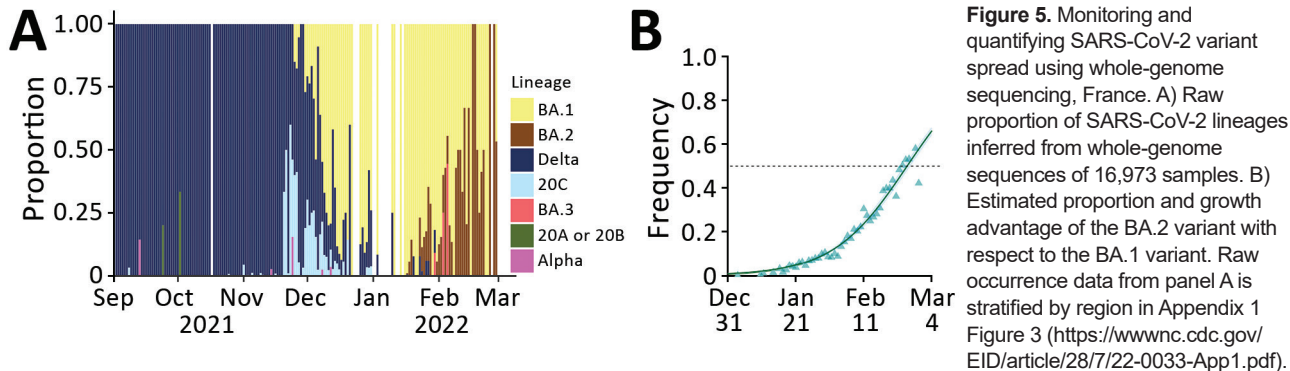 A
1.00
0.75
0.50
0.25
0
Proportion
Sep Oct Nov Dec Jan Feb Mar
2021 2022
Lineage
BA.1
BA.2
Delta
20C
BA.3
20A or 20B
Alpha
B
1.0
0.8
0.6
0.4
0.2
0
Frequency
Dec Jan Feb Mar
31 21 11 4
Figure 5. Monitoring and
quantifying SARS-CoV-2 variant
spread using whole-genome
sequencing, France. A) Raw
proportion of SARS-CoV-2 lineages
inferred from whole-genome
sequences of 16,973 samples. B)
Estimated proportion and growth
advantage of the BA.2 variant with
respect to the BA.1 variant. Raw
occurrence data from panel A is
stratified by region in Appendix 1
Figure 3 (https://wwwnc.cdc.gov/
EID/article/28/7/22-0033-App1.pdf).